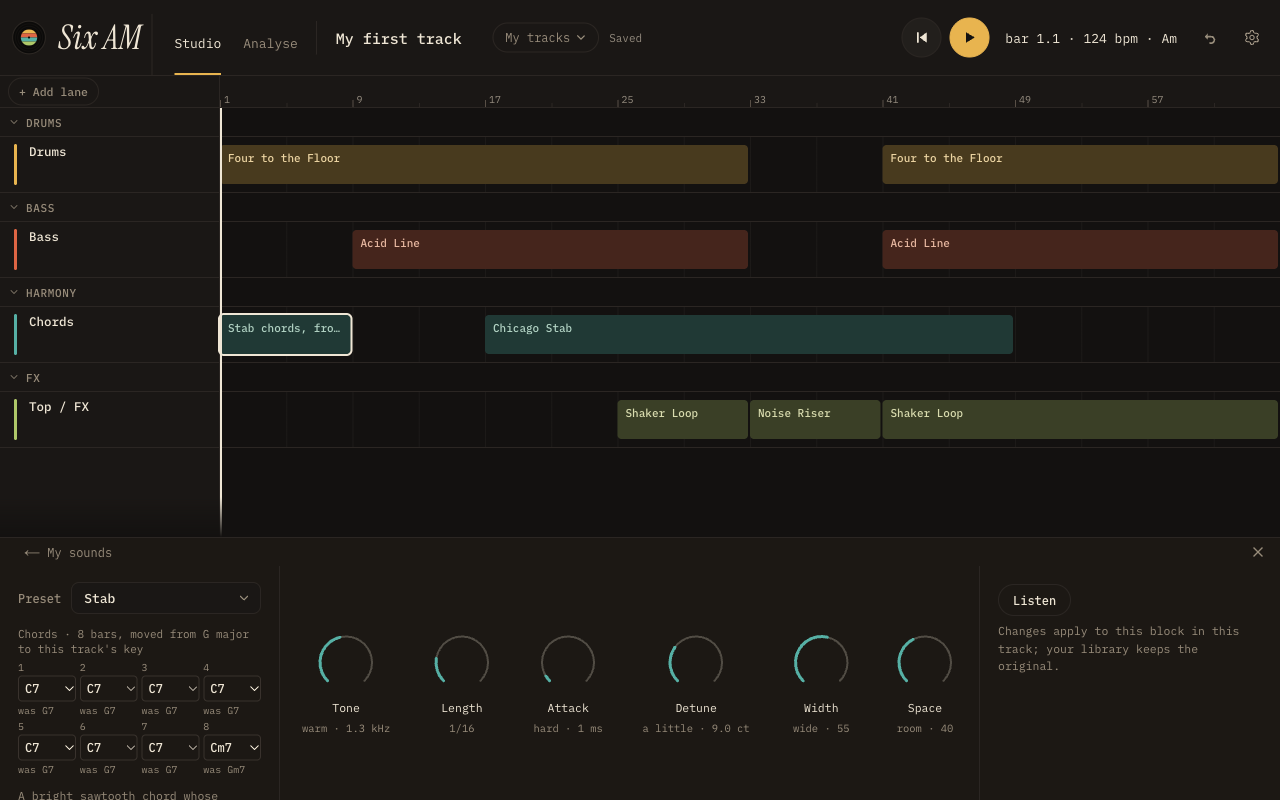 Six AM
Studio
Analyse
My first track
My tracks
Saved
bar 1.1 · 124 bpm · Am
+ Add lane
1 9 17 25 33 41 49 57
DRUMS
Drums
Four to the Floor
Four to the Floor
BASS
Bass
Acid Line
Acid Line
HARMONY
Chords
Stab chords, fro…
Chicago Stab
FX
Top / FX
Shaker Loop
Noise Riser
Shaker Loop
← My sounds
Preset
Stab
Chords · 8 bars, moved from G major
to this track's key
1 2 3 4
C7 C7 C7 C7
was G7 was G7 was G7 was G7
5 6 7 8
C7 C7 C7 Cm7
was G7 was G7 was G7 was Gm7
A bright sawtooth chord whose
Tone Length Attack Detune Width Space
warm · 1.3 kHz 1/16 hard · 1 ms a little · 9.0 ct wide · 55 room · 40
Listen
Changes apply to this block in this
track; your library keeps the
original.